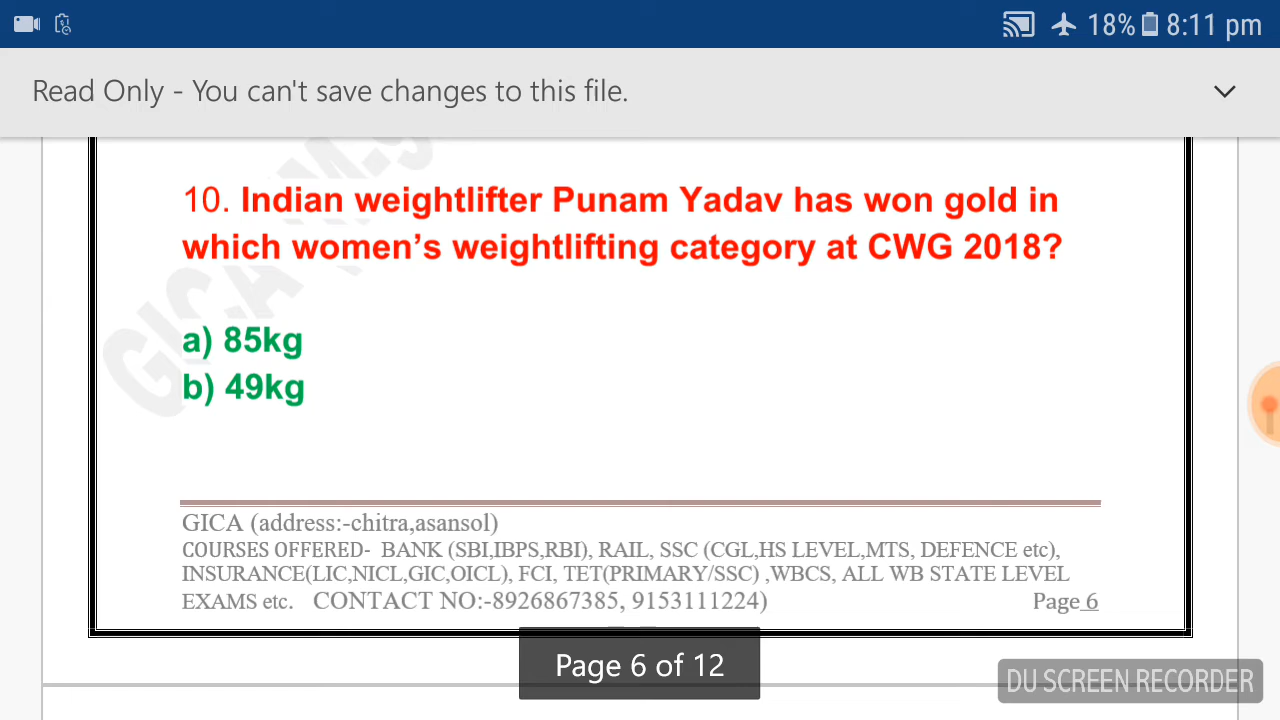 18% 8:11 pm
Read Only - You can't save changes to this file.
10. Indian weightlifter Punam Yadav has won gold in
which women's weightlifting category at CWG 2018?
a) 85kg
b) 49kg
GICA (address:-chitra,asansol)
COURSES OFFERED- BANK (SBI,IBPS,RBI), RAIL, SSC (CGL,HS LEVEL,MTS, DEFENCE etc),
INSURANCE(LIC,NICL,GIC,OICL), FCI, TET(PRIMARY/SSC) ,WBCS, ALL WB STATE LEVEL
EXAMS etc. CONTACT NO:-8926867385, 9153111224) Page 6
Page 6 of 12
DU SCREEN RECORDER